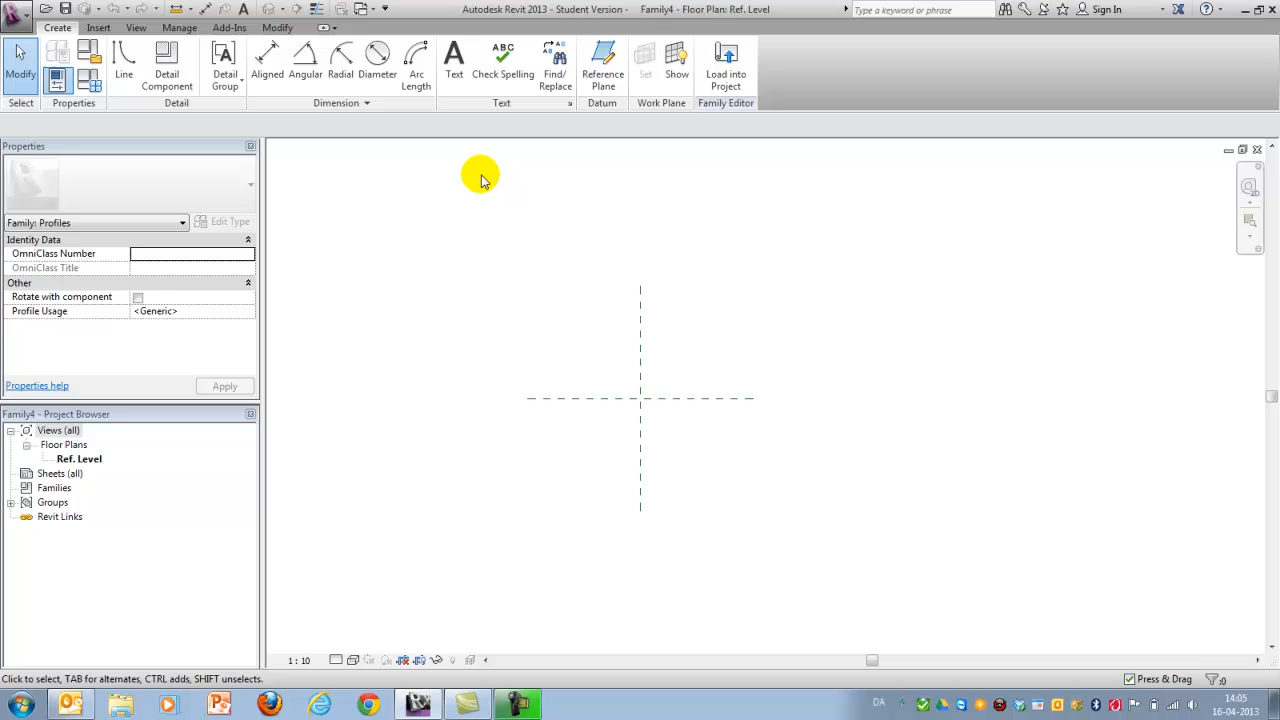 Autodesk Revit 2013 - Student Version - Family4 - Floor Plan: Ref. Level
Type a keyword or phrase
Sign In
Create Insert View Manage Add-Ins Modify
Modify
Line
Detail Component
Detail Group
Aligned
Angular
Radial
Diameter
Arc Length
A
Text
ABC
Check Spelling
Find/ Replace
Reference Plane
Set
Show
Load into Project
Select Properties Detail Dimension Text Datum Work Plane Family Editor
Properties
Family: Profiles
Edit Type
Identity Data
OmniClass Number
OmniClass Title
Other
Rotate with component
Profile Usage <Generic>
Properties help
Apply
Family4 - Project Browser
Views (all)
Floor Plans
Ref. Level
Sheets (all)
Families
Groups
Revit Links
1 : 10
Click to select, TAB for alternates, CTRL adds, SHIFT unselects.
Press & Drag
:0
DA
14:05
16-04-2013